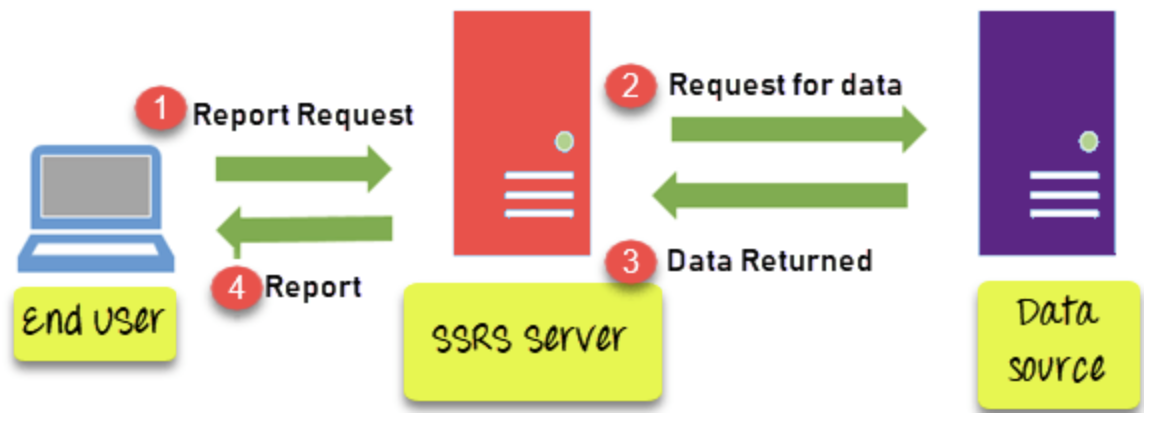 1 Report Request
2 Request for data
3 Data Returned
4 Report
End User
SSRS Server
Data
source